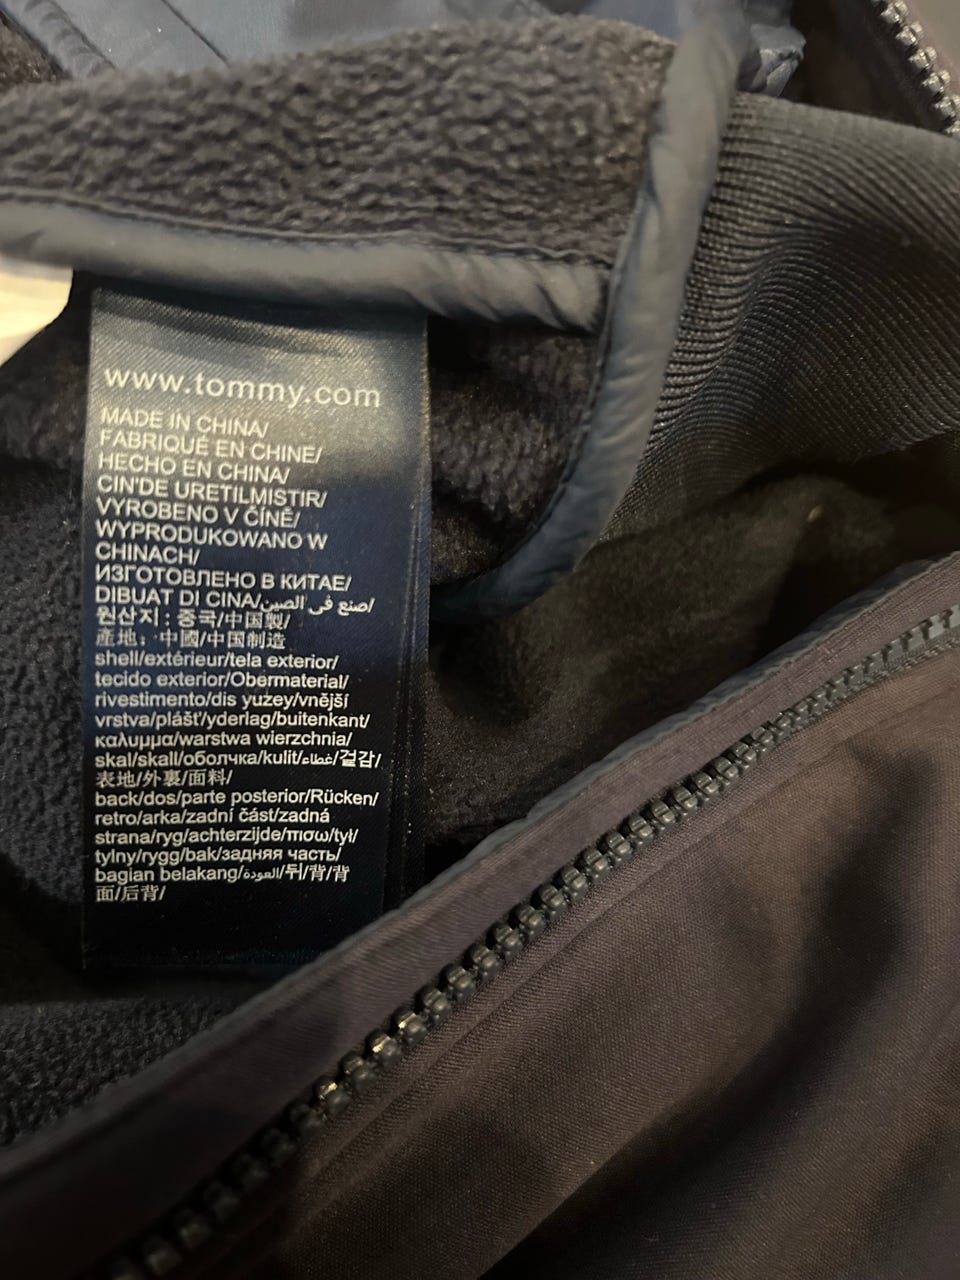 www.tommy.com
MADE IN CHINA/
FABRIQUÉ EN CHINE/
HECHO EN CHINA/
CIN'DE URETILMISTIR/
VYROBENO V ČÍNĚ/
WYPRODUKOWANO W
CHINACH/
ИЗГОТОВЛЕНО В КИТАЕ/
DIBUAT DI CINA/صنع في الصين/
원산지 : 중국/中国製/
產地：中國/中国制造
shell/extérieur/tela exterior/
tecido exterior/Obermaterial/
rivestimento/dis yuzey/vnější
vrstva/plášť/yderlag/buitenkant/
καλυμμα/warstwa wierzchnia/
skal/skall/оболчка/kulit/غطاء/겉감/
表地/外裏/面料/
back/dos/parte posterior/Rücken/
retro/arka/zadní část/zadná
strana/ryg/achterzijde/πισω/tył/
tylny/rygg/bak/задняя часть/
bagian belakang/العودة/뒤/背/背
面/后背/